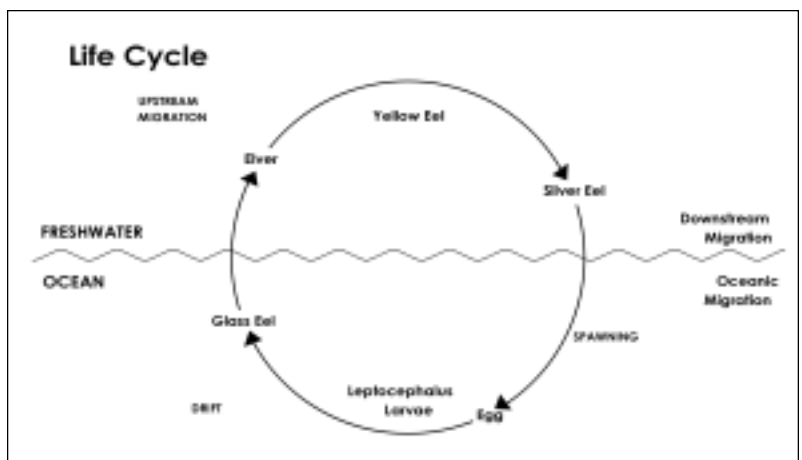 Life Cycle
UPSTREAM
MIGRATION
Yellow Eel
Elver
Silver Eel
FRESHWATER
Downstream
Migration
OCEAN
Oceanic
Migration
Glass Eel
SPAWNING
Leptocephalus
Larvae
DRIFT
Egg